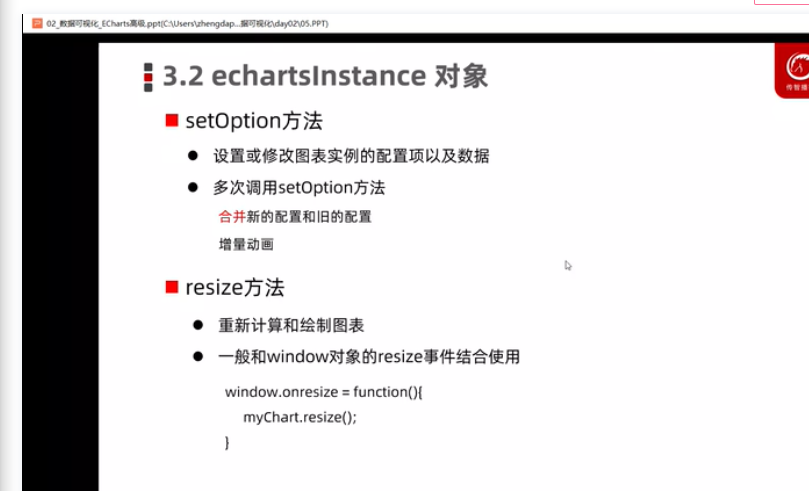 02_数据可视化_ECharts高级.ppt(C:\Users\zhengdap...据可视化\day02\05.PPT)
3.2 echartsInstance 对象
传智播
setOption方法
● 设置或修改图表实例的配置项以及数据
● 多次调用setOption方法
合并新的配置和旧的配置
增量动画
resize方法
● 重新计算和绘制图表
● 一般和window对象的resize事件结合使用
window.onresize = function(){
myChart.resize();
}